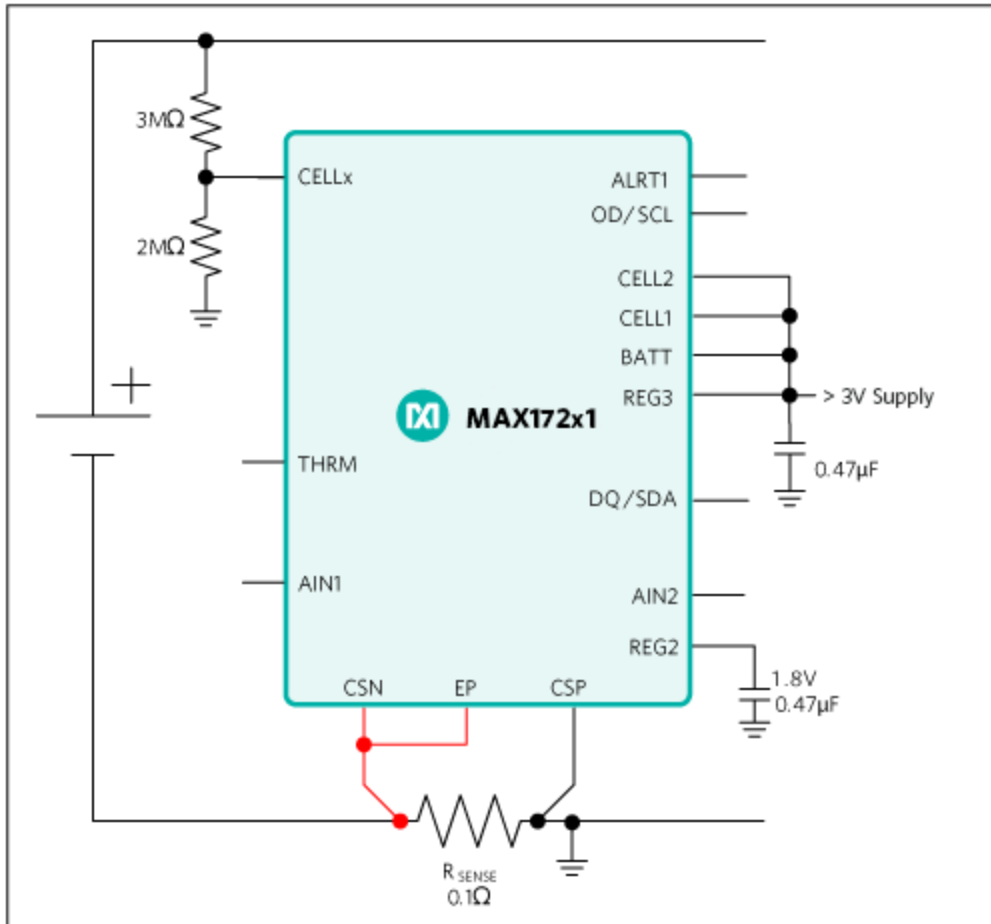 3MΩ
CELLx
2MΩ
ALRT1
OD/SCL
CELL2
CELL1
BATT
REG3
> 3V Supply
0.47µF
MAX172x1
THRM
DQ/SDA
AIN1
AIN2
REG2
1.8V
0.47µF
CSN EP CSP
R SENSE
0.1Ω